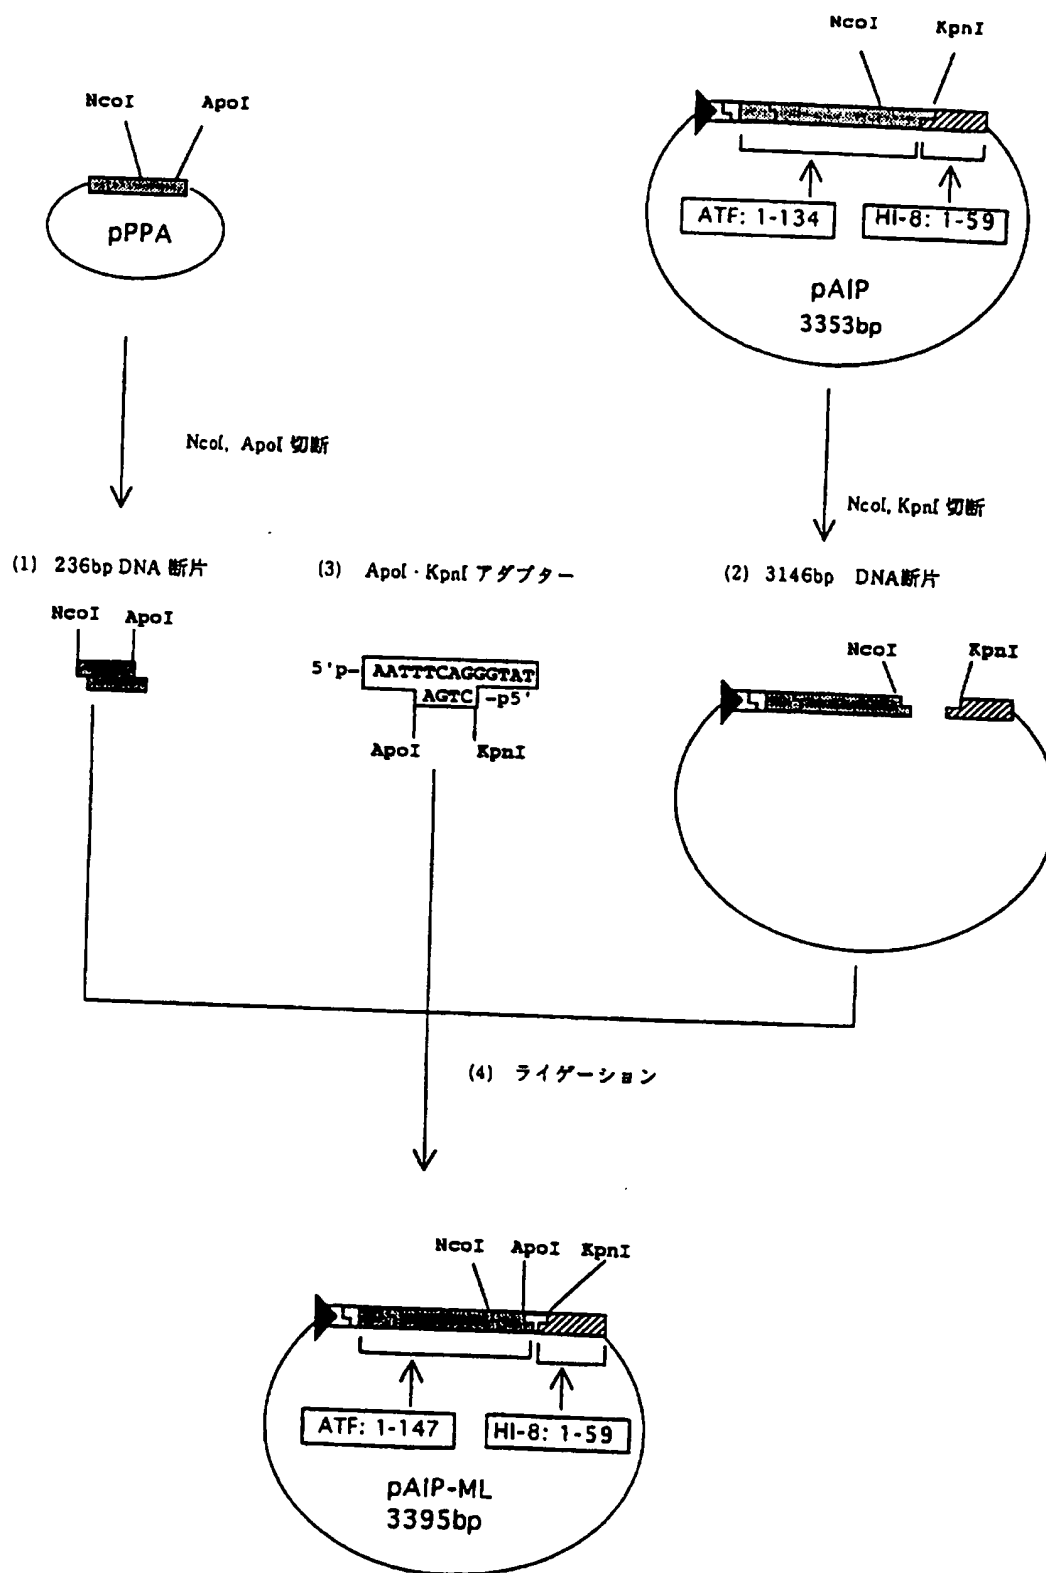 NcoI
KpnI
NcoI
ApoI
pPPA
ATF: 1-134
HI-8: 1-59
pAIP
3353bp
NcoI, ApoI 切断
NcoI, KpnI 切断
(1) 236bp DNA 断片
(3) ApoI・KpnI アダプター
(2) 3146bp DNA断片
NcoI ApoI
NcoI
KpnI
5'p-AATTTCAGGGTAT
AGTC-p5'
ApoI
KpnI
(4) ライゲーション
NcoI ApoI KpnI
ATF: 1-147
HI-8: 1-59
pAIP-ML
3395bp